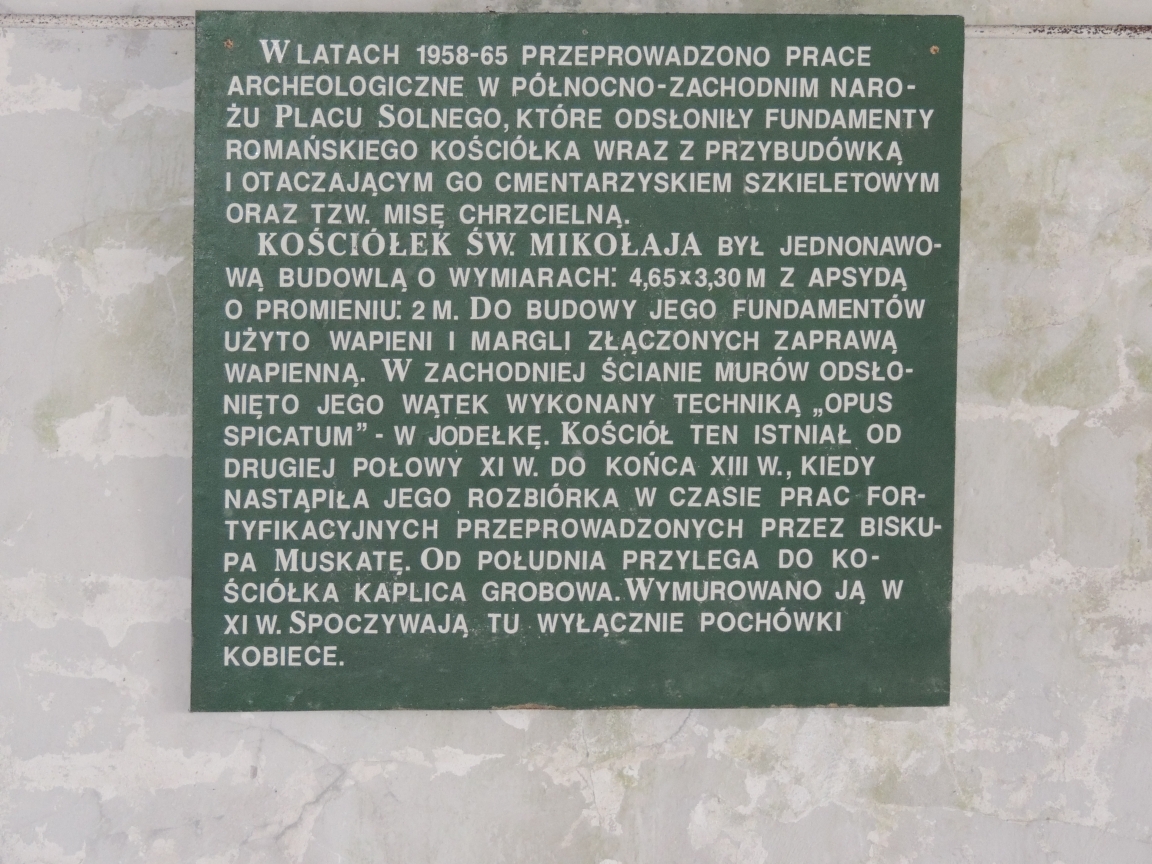 W LATACH 1958-65 PRZEPROWADZONO PRACE
ARCHEOLOGICZNE W PÓŁNOCNO-ZACHODNIM NARO-
ŻU PLACU SOLNEGO, KTÓRE ODSŁONIŁY FUNDAMENTY
ROMAŃSKIEGO KOŚCIÓŁKA WRAZ Z PRZYBUDÓWKĄ
I OTACZAJĄCYM GO CMENTARZYSKIEM SZKIELETOWYM
ORAZ TZW. MISĘ CHRZCIELNĄ.
KOŚCIÓŁEK ŚW. MIKOŁAJA BYŁ JEDNONAWO-
WĄ BUDOWLĄ O WYMIARACH: 4,65x3,30 M Z APSYDĄ
O PROMIENIU: 2 M. DO BUDOWY JEGO FUNDAMENTÓW
UŻYTO WAPIENI I MARGLI ZŁĄCZONYCH ZAPRAWĄ
WAPIENNĄ. W ZACHODNIEJ ŚCIANIE MURÓW ODSŁO-
NIĘTO JEGO WĄTEK WYKONANY TECHNIKĄ „OPUS
SPICATUM” - W JODEŁKĘ. KOŚCIÓŁ TEN ISTNIAŁ OD
DRUGIEJ POŁOWY XI W. DO KOŃCA XIII W., KIEDY
NASTĄPIŁA JEGO ROZBIÓRKA W CZASIE PRAC FOR-
TYFIKACYJNYCH PRZEPROWADZONYCH PRZEZ BISKU-
PA MUSKATĘ. OD POŁUDNIA PRZYLEGA DO KO-
ŚCIÓŁKA KAPLICA GROBOWA. WYMUROWANO JĄ W
XI W. SPOCZYWAJĄ TU WYŁĄCZNIE POCHÓWKI
KOBIECE.